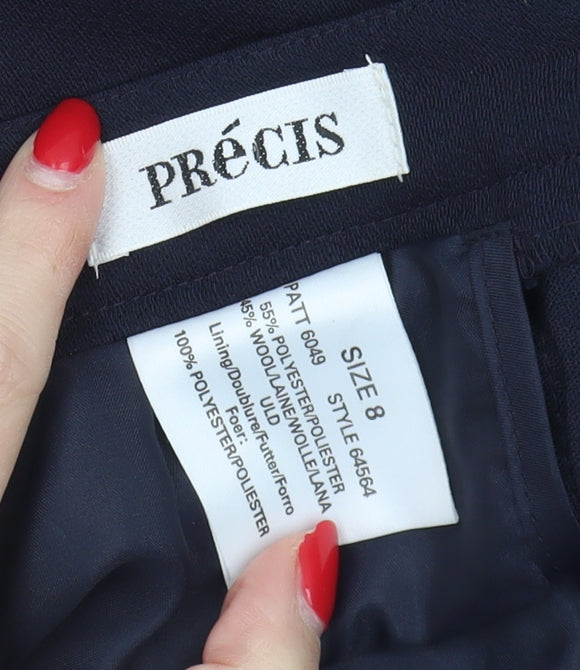 PRéCIS
SIZE 8
PATT 6049 STYLE 64564
55% POLYESTER/POLIESTER
45% WOOL/LAINE/WOLLE/LANA
ULD
Lining/Doublure/Futter/Forro
Foer:
100% POLYESTER/POLIESTER